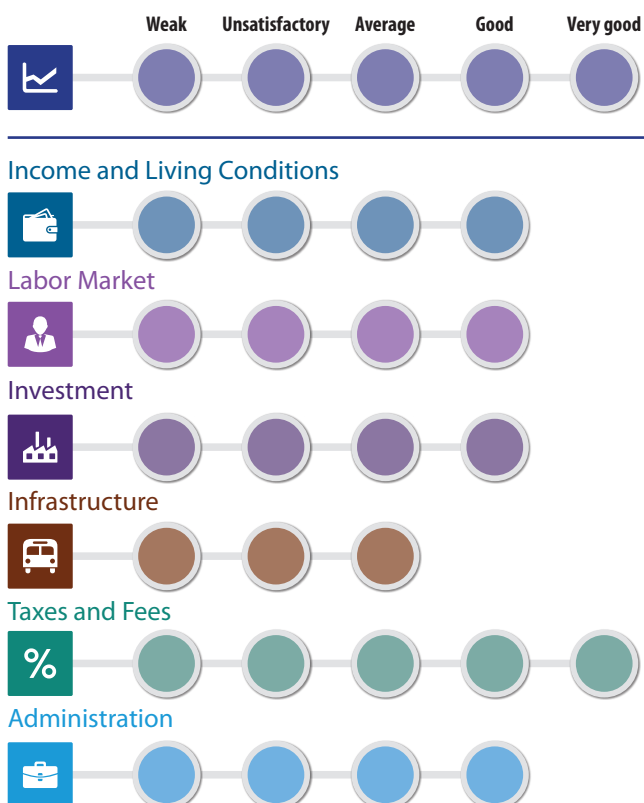 Weak Unsatisfactory Average Good Very good
Income and Living Conditions
Labor Market
Investment
Infrastructure
Taxes and Fees
%
Administration